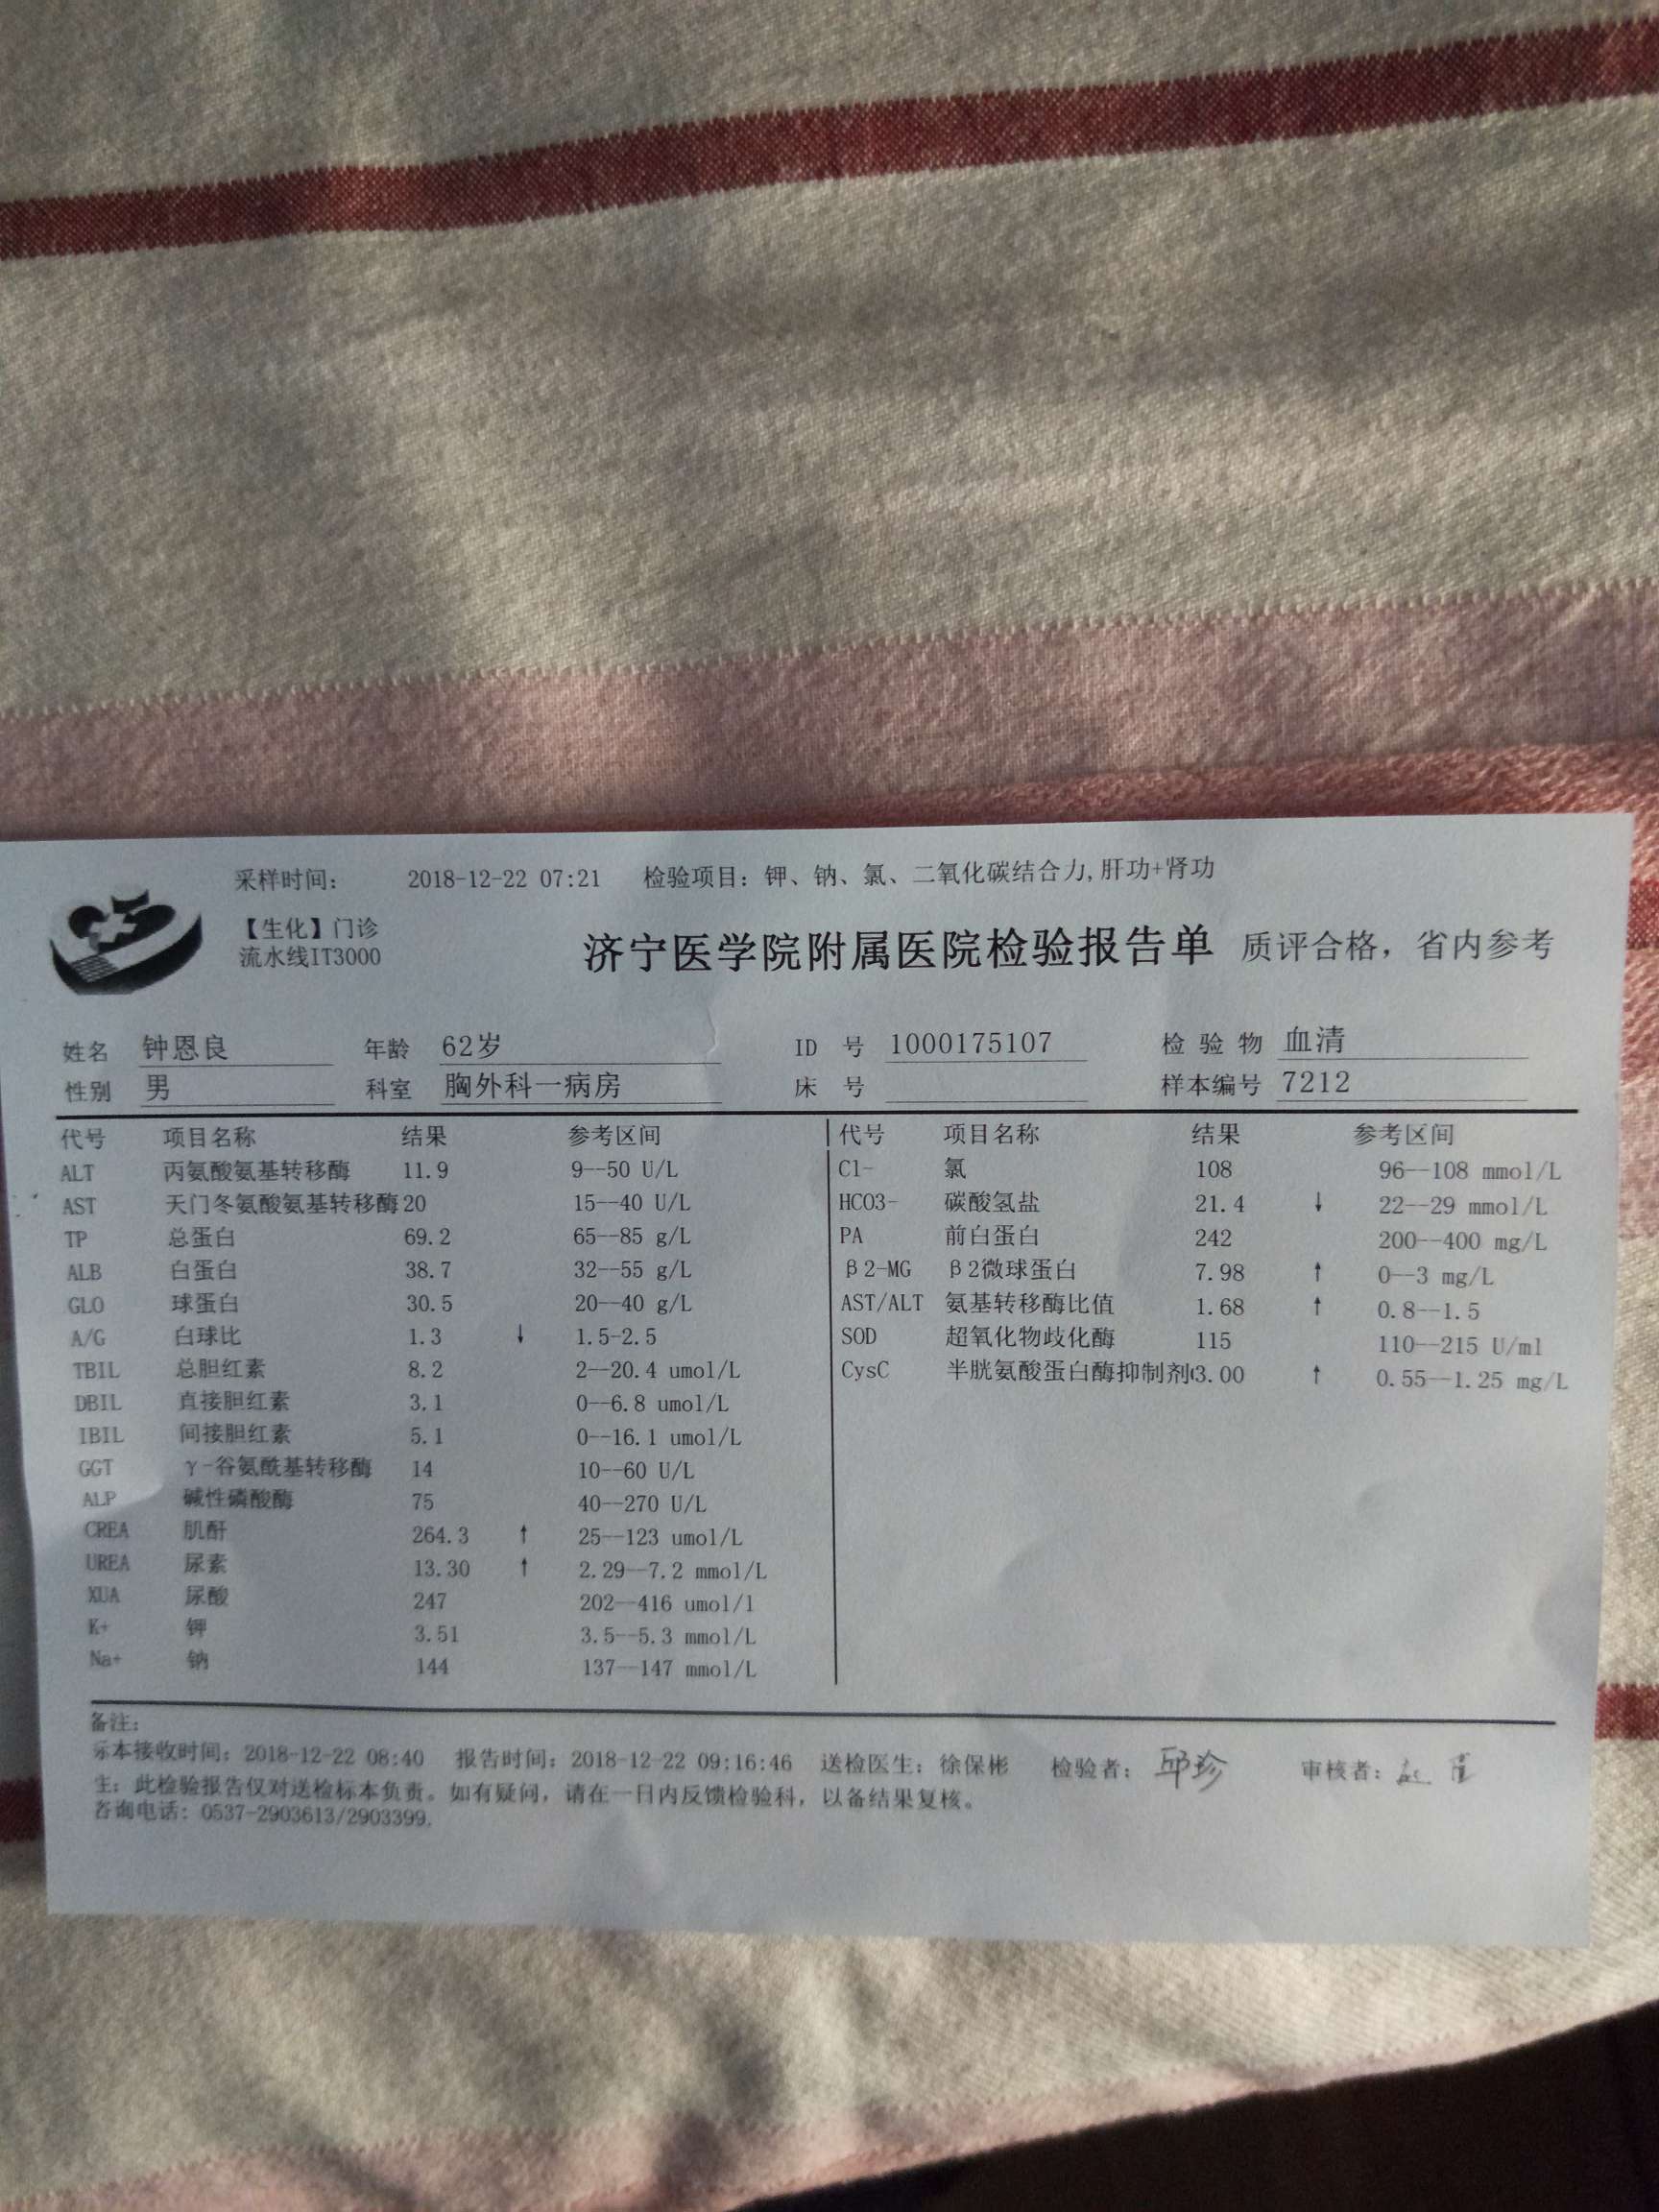 采样时间: 2018-12-22 07:21 检验项目: 钾、钠、氯、二氧化碳结合力,肝功+肾功
【生化】门诊
流水线IT3000
济宁医学院附属医院检验报告单 质评合格，省内参考
姓名 钟恩良 年龄 62岁 ID 号 1000175107 检 验 物 血清
性别 男 科室 胸外科一病房 床 号 样本编号 7212
代号 项目名称 结果 参考区间 代号 项目名称 结果 参考区间
ALT 丙氨酸氨基转移酶 11.9 9--50 U/L Cl- 氯 108 96--108 mmol/L
AST 天门冬氨酸氨基转移酶 20 15--40 U/L HCO3- 碳酸氢盐 21.4 ↓ 22--29 mmol/L
TP 总蛋白 69.2 65--85 g/L PA 前白蛋白 242 200--400 mg/L
ALB 白蛋白 38.7 32--55 g/L β2-MG β2微球蛋白 7.98 ↑ 0--3 mg/L
GLO 球蛋白 30.5 20--40 g/L AST/ALT 氨基转移酶比值 1.68 ↑ 0.8--1.5
A/G 白球比 1.3 ↓ 1.5-2.5 SOD 超氧化物歧化酶 115 110--215 U/ml
TBIL 总胆红素 8.2 2--20.4 umol/L CysC 半胱氨酸蛋白酶抑制剂 3.00 ↑ 0.55--1.25 mg/L
DBIL 直接胆红素 3.1 0--6.8 umol/L
IBIL 间接胆红素 5.1 0--16.1 umol/L
GGT γ-谷氨酰基转移酶 14 10--60 U/L
ALP 碱性磷酸酶 75 40--270 U/L
CREA 肌酐 264.3 ↑ 25--123 umol/L
UREA 尿素 13.30 ↑ 2.29--7.2 mmol/L
XUA 尿酸 247 202--416 umol/l
K+ 钾 3.51 3.5--5.3 mmol/L
Na+ 钠 144 137--147 mmol/L
备注:
标本接收时间: 2018-12-22 08:40 报告时间: 2018-12-22 09:16:46 送检医生: 徐保彬 检验者: 邱珍 审核者:
注: 此检验报告仅对送检标本负责。如有疑问，请在一日内反馈检验科，以备结果复核。
咨询电话: 0537-2903613/2903399.